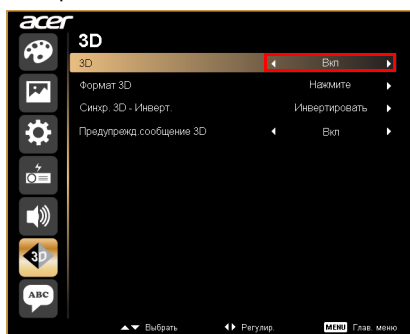 acer
3D
3D Вкл
Формат 3D Нажмите
Синхр. 3D - Инверт. Инвертировать
Предупрежд.сообщение 3D Вкл
3D
ABC
Выбрать Регулир. MENU Глав. меню